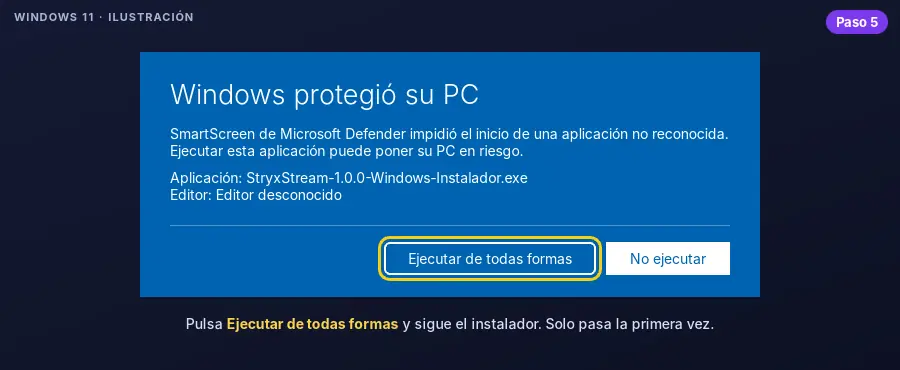 WINDOWS 11 · ILUSTRACIÓN
Paso 5
Windows protegió su PC
SmartScreen de Microsoft Defender impidió el inicio de una aplicación no reconocida.
Ejecutar esta aplicación puede poner su PC en riesgo.
Aplicación: StryxStream-1.0.0-Windows-Instalador.exe
Editor: Editor desconocido
Ejecutar de todas formas
No ejecutar
Pulsa Ejecutar de todas formas y sigue el instalador. Solo pasa la primera vez.